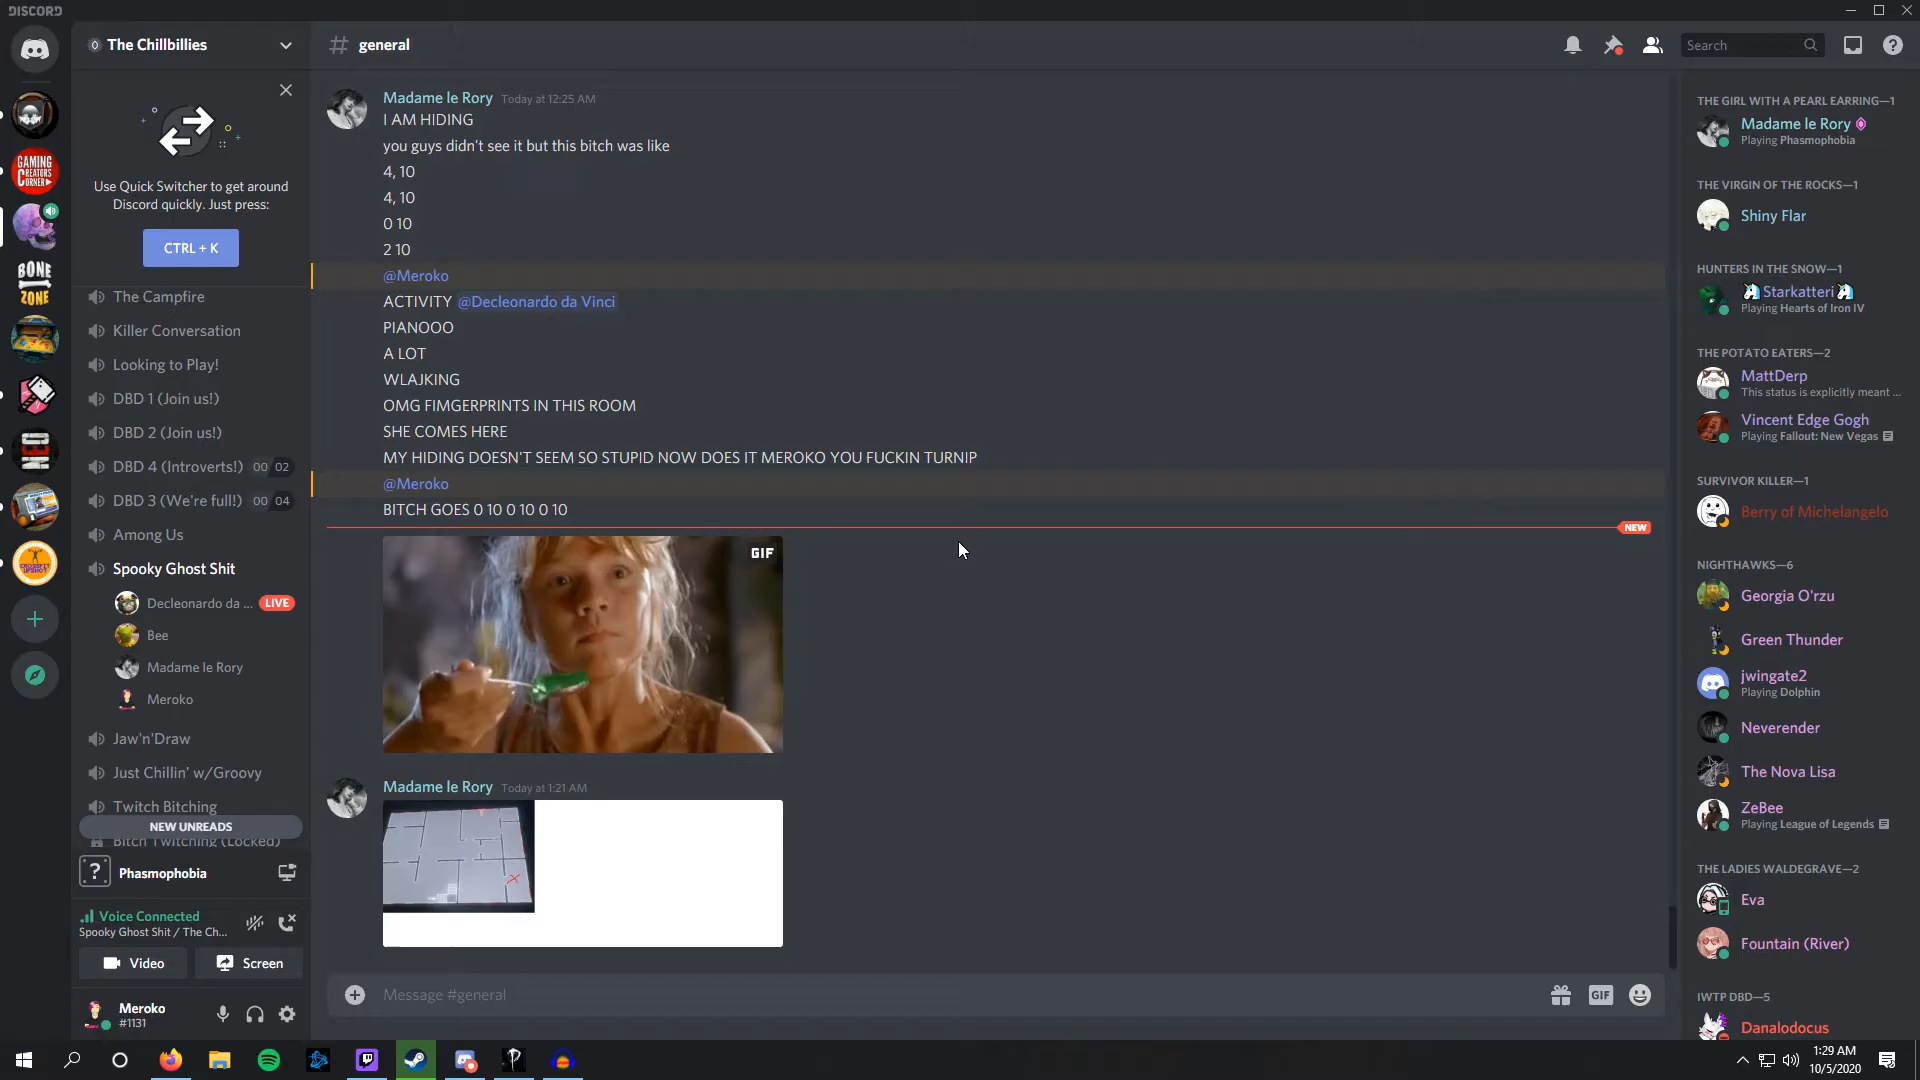 DISCORD
The Chillbillies
general
Search
Use Quick Switcher to get around
Discord quickly. Just press:
CTRL + K
GAMING
CREATORS
CORNER
BONE
ZONE
The Campfire
Killer Conversation
Looking to Play!
DBD 1 (Join us!)
DBD 2 (Join us!)
DBD 4 (Introverts!) 00 02
DBD 3 (We're full!) 00 04
Among Us
Spooky Ghost Shit
Decleonardo da ... LIVE
Bee
Madame le Rory
Meroko
Jaw'n'Draw
Just Chillin' w/Groovy
Twitch Bitching
NEW UNREADS
Bitch Twitching (Locked)
? Phasmophobia
Voice Connected
Spooky Ghost Shit / The Ch...
Video Screen
Meroko
#1131
Madame le Rory Today at 12:25 AM
I AM HIDING
you guys didn't see it but this bitch was like
4, 10
4, 10
0 10
2 10
@Meroko
ACTIVITY @Decleonardo da Vinci
PIANOOO
A LOT
WLAJKING
OMG FIMGERPRINTS IN THIS ROOM
SHE COMES HERE
MY HIDING DOESN'T SEEM SO STUPID NOW DOES IT MEROKO YOU FUCKIN TURNIP
@Meroko
BITCH GOES 0 10 0 10 0 10
NEW
GIF
Madame le Rory Today at 1:21 AM
Message #general
GIF
THE GIRL WITH A PEARL EARRING—1
Madame le Rory
Playing Phasmophobia
THE VIRGIN OF THE ROCKS—1
Shiny Flar
HUNTERS IN THE SNOW—1
Starkatteri
Playing Hearts of Iron IV
THE POTATO EATERS—2
MattDerp
This status is explicitly meant ...
Vincent Edge Gogh
Playing Fallout: New Vegas
SURVIVOR KILLER—1
Berry of Michelangelo
NIGHTHAWKS—6
Georgia O'rzu
Green Thunder
jwingate2
Playing Dolphin
Neverender
The Nova Lisa
ZeBee
Playing League of Legends
THE LADIES WALDEGRAVE—2
Eva
Fountain (River)
IWTP DBD—5
Danalodocus
1:29 AM
10/5/2020